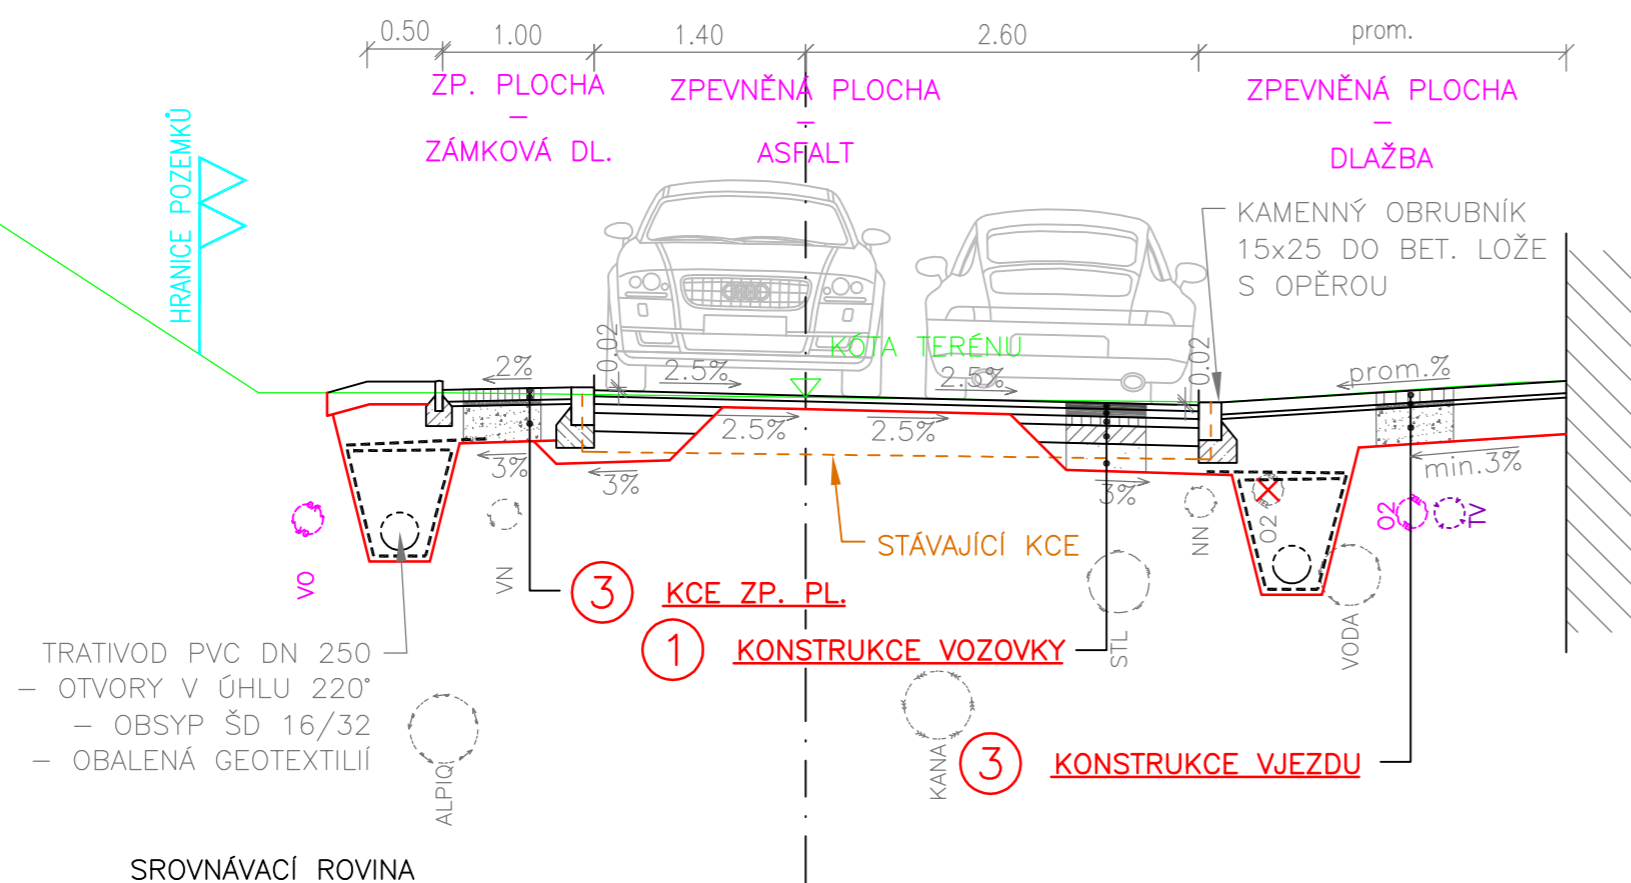 0.50
1.00
1.40
2.60
prom.
ZP. PLOCHA
–
ZÁMKOVÁ DL.
ZPEVNĚNÁ PLOCHA
–
ASFALT
ZPEVNĚNÁ PLOCHA
–
DLAŽBA
HRANICE POZEMKŮ
KAMENNÝ OBRUBNÍK
15x25 DO BET. LOŽE
S OPĚROU
KÓTA TERÉNU
0.02
0.02
2%
2.5%
2.5%
prom.%
2.5%
2.5%
3%
3%
3%
min.3%
VO
VN
NN
O2
O2
TV
STÁVAJÍCÍ KCE
3 KCE ZP. PL.
1 KONSTRUKCE VOZOVKY
STL
VODA
TRATIVOD PVC DN 250
– OTVORY V ÚHLU 220°
– OBSYP ŠD 16/32
– OBALENÁ GEOTEXTILIÍ
ALPIQ
KANA
3 KONSTRUKCE VJEZDU
SROVNÁVACÍ ROVINA